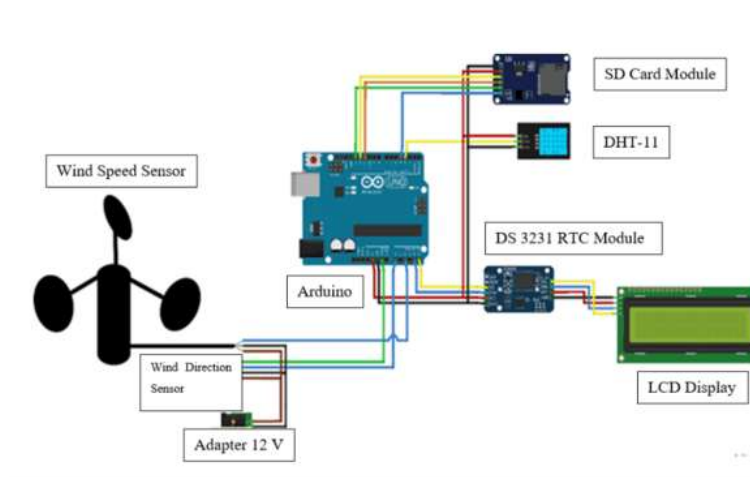 SD Card Module
DHT-11
Wind Speed Sensor
DS 3231 RTC Module
Arduino
Wind Direction
Sensor
LCD Display
Adapter 12 V